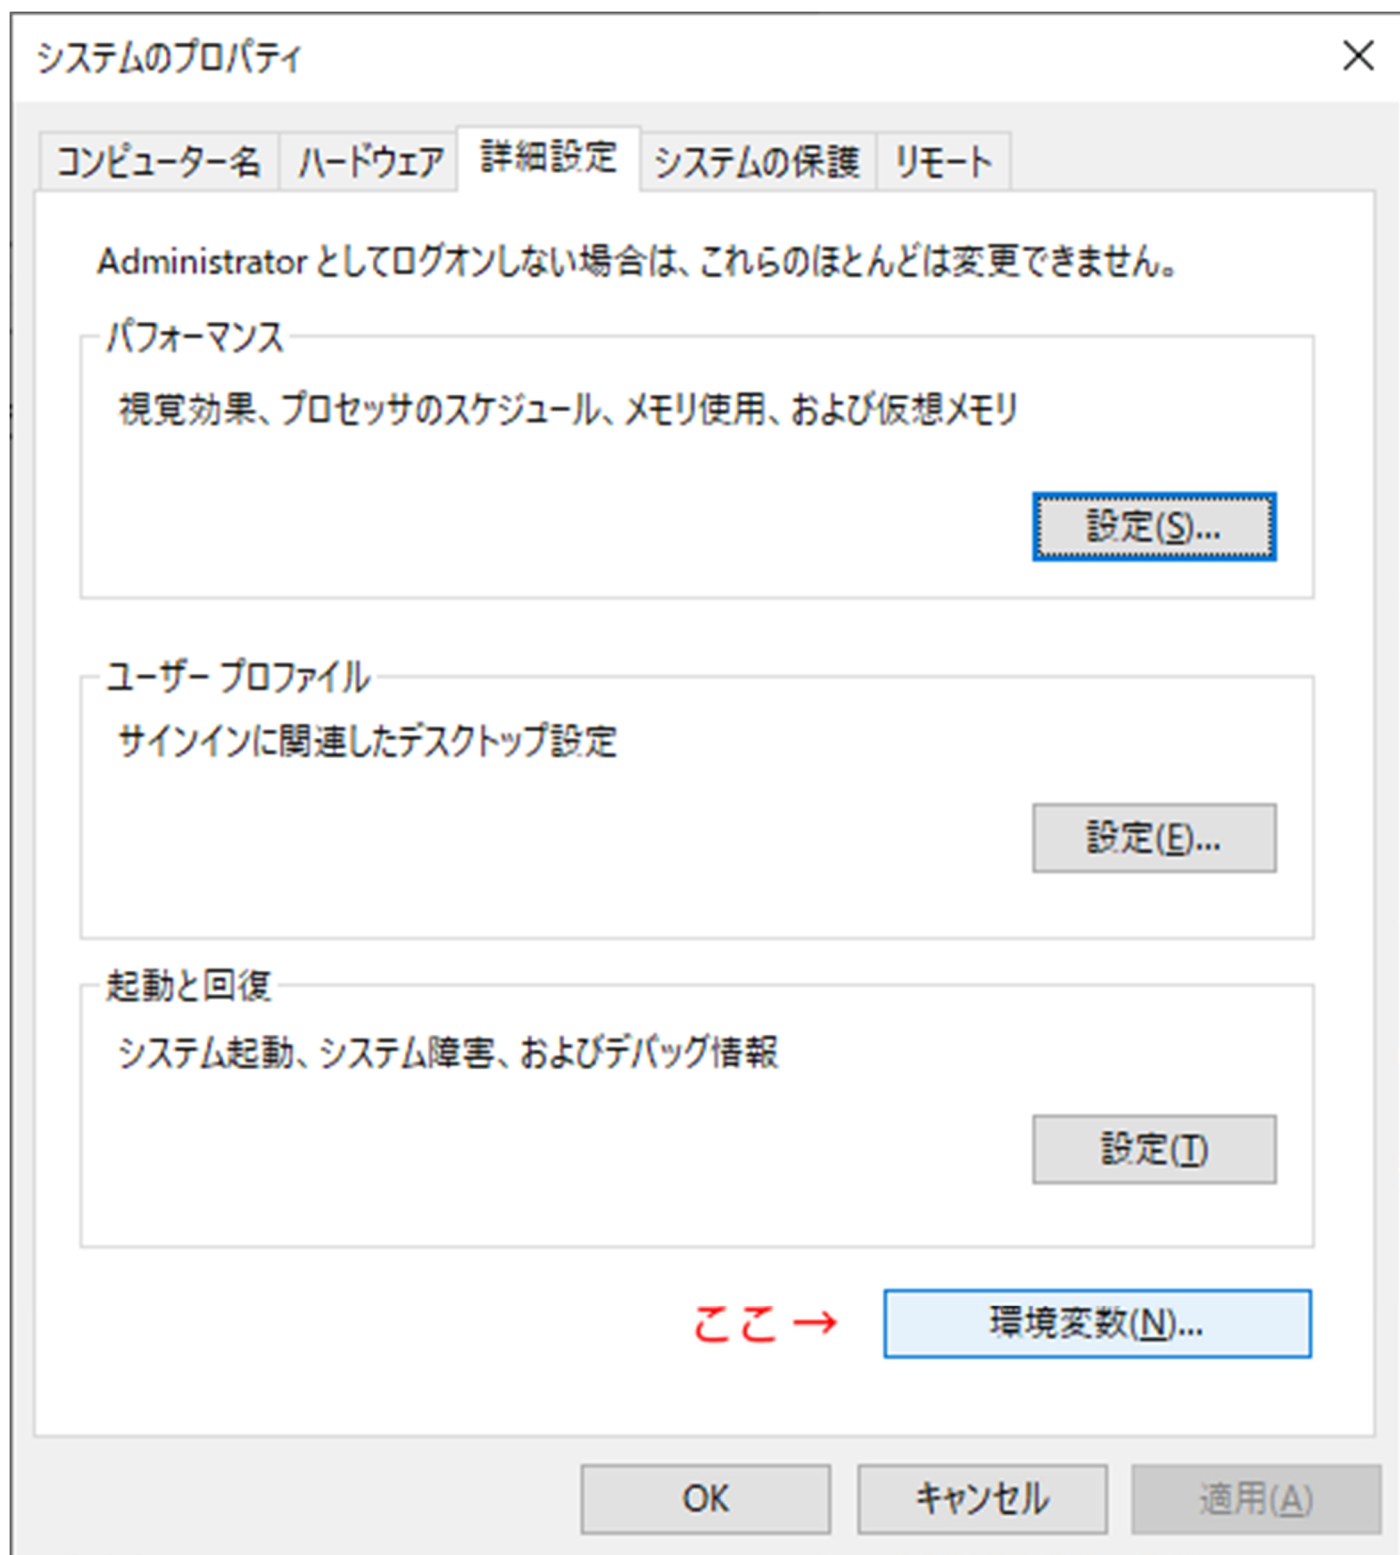 システムのプロパティ
コンピューター名 ハードウェア 詳細設定 システムの保護 リモート
Administrator としてログオンしない場合は、これらのほとんどは変更できません。
パフォーマンス
視覚効果、プロセッサのスケジュール、メモリ使用、および仮想メモリ
設定(S)...
ユーザー プロファイル
サインインに関連したデスクトップ設定
設定(E)...
起動と回復
システム起動、システム障害、およびデバッグ情報
設定(T)
ここ → 環境変数(N)...
OK キャンセル 適用(A)